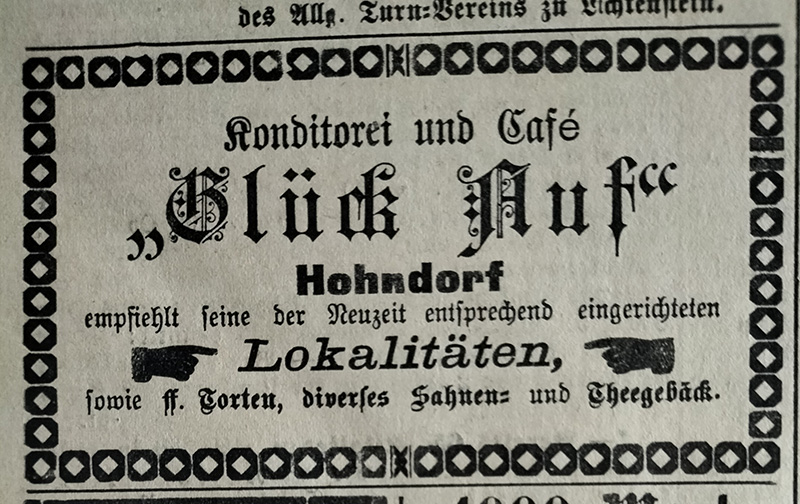 des Allg. Turn=Vereins zu Lichtenstein.
Konditorei und Café
„Glück Auf“
Hohndorf
empfiehlt seine der Neuzeit entsprechend eingerichteten
Lokalitäten,
sowie ff. Torten, diverses Sahnen= und Theegebäck.